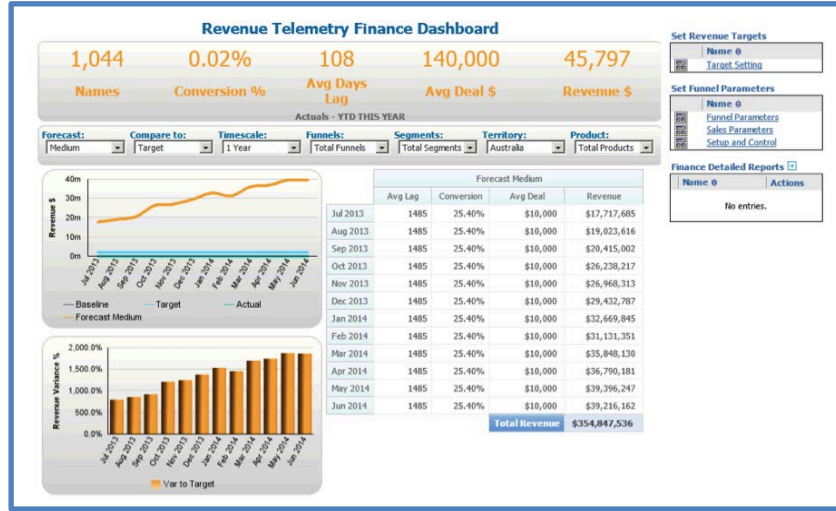 Revenue Telemetry Finance Dashboard
1,044 0.02% 108 140,000 45,797
Names Conversion % Avg Days Lag Avg Deal $ Revenue $
Actuals - YTD THIS YEAR
Forecast: Compare to: Timescale: Funnels: Segments: Territory: Product:
Medium Target 1 Year Total Funnels Total Segments Australia Total Products
Revenue $
40m
30m
20m
10m
0m
Jul 2013 Aug 2013 Sep 2013 Oct 2013 Nov 2013 Dec 2013 Jan 2014 Feb 2014 Mar 2014 Apr 2014 May 2014 Jun 2014
Baseline Target Actual
Forecast Medium
Revenue Variance %
2,000.0%
1,500.0%
1,000.0%
500.0%
0.0%
Jul 2013 Aug 2013 Sep 2013 Oct 2013 Nov 2013 Dec 2013 Jan 2014 Feb 2014 Mar 2014 Apr 2014 May 2014 Jun 2014
Var to Target
Forecast Medium
Avg Lag Conversion Avg Deal Revenue
Jul 2013 1485 25.40% $10,000 $17,717,685
Aug 2013 1485 25.40% $10,000 $19,023,616
Sep 2013 1485 25.40% $10,000 $20,415,002
Oct 2013 1485 25.40% $10,000 $26,238,217
Nov 2013 1485 25.40% $10,000 $26,968,313
Dec 2013 1485 25.40% $10,000 $29,432,787
Jan 2014 1485 25.40% $10,000 $32,669,845
Feb 2014 1485 25.40% $10,000 $31,131,351
Mar 2014 1485 25.40% $10,000 $35,848,130
Apr 2014 1485 25.40% $10,000 $36,790,181
May 2014 1485 25.40% $10,000 $39,396,247
Jun 2014 1485 25.40% $10,000 $39,216,162
Total Revenue $354,847,536
Set Revenue Targets
Name
Target Setting
Set Funnel Parameters
Name
Funnel Parameters
Sales Parameters
Setup and Control
Finance Detailed Reports
Name Actions
No entries.